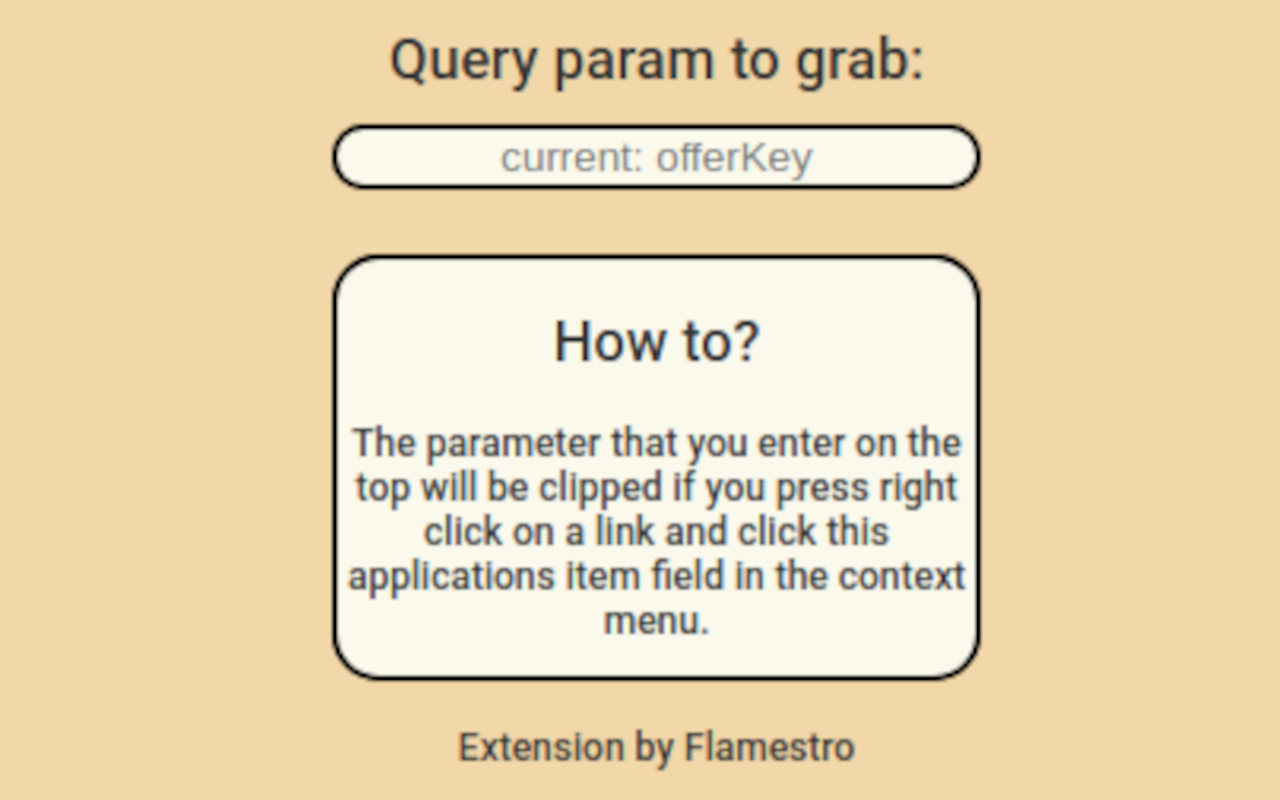 Query param to grab:
current: offerKey
How to?
The parameter that you enter on the
top will be clipped if you press right
click on a link and click this
applications item field in the context
menu.
Extension by Flamestro